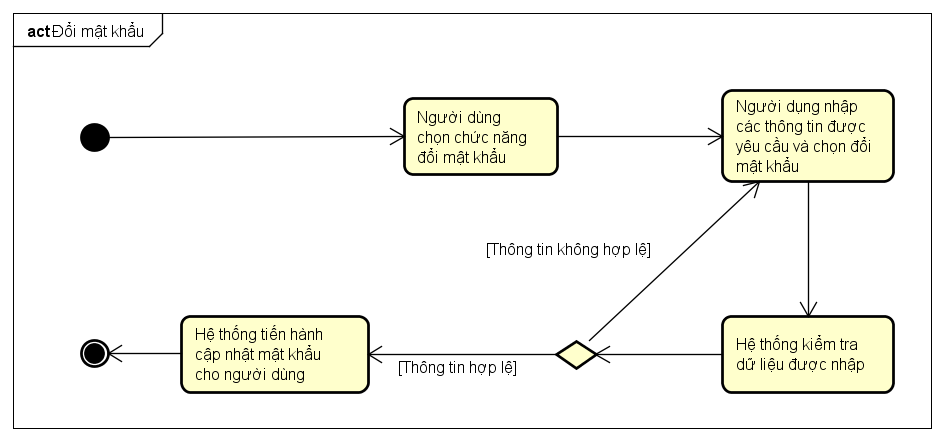 act Đổi mật khẩu
Người dùng
chọn chức năng
đổi mật khẩu
Người dụng nhập
các thông tin được
yêu cầu và chọn đổi
mật khẩu
[Thông tin không hợp lệ]
Hệ thống kiểm tra
dữ liệu được nhập
[Thông tin hợp lệ]
Hệ thống tiến hành
cập nhật mật khẩu
cho người dùng